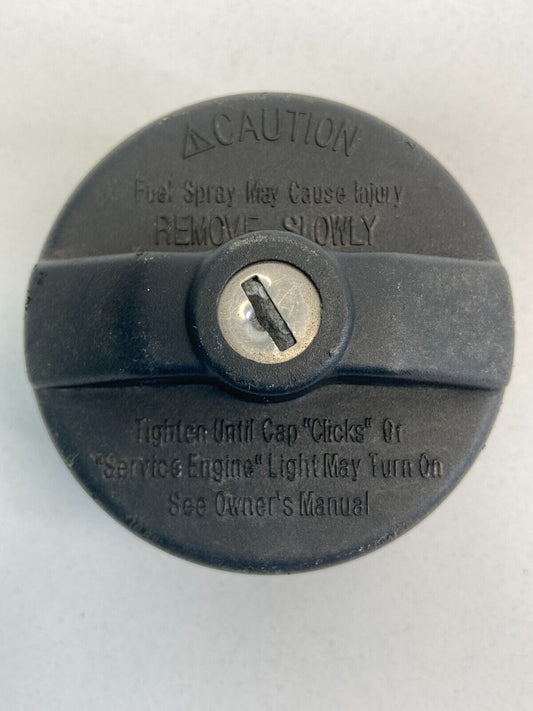 ⚠CAUTION
Fuel Spray May Cause Injury
REMOVE SLOWLY
Tighten Until Cap "Clicks" Or
"Service Engine" Light May Turn On
See Owner's Manual